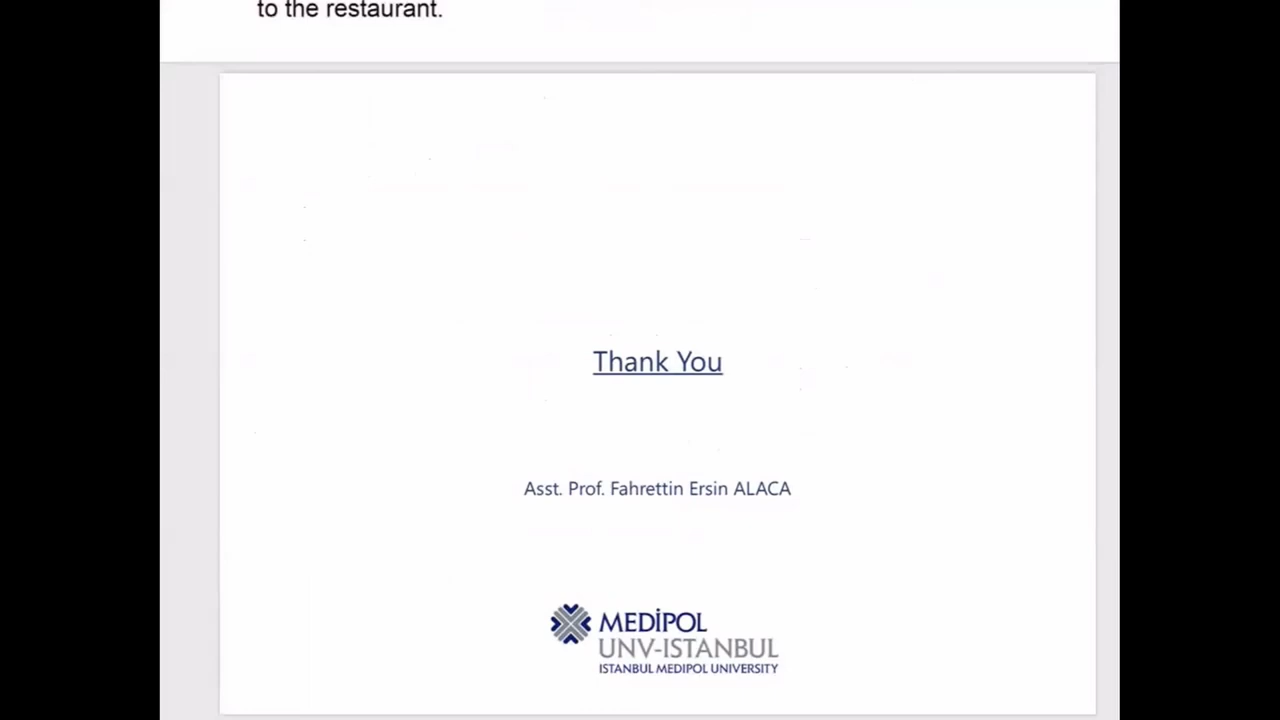 to the restaurant.
Thank You
Asst. Prof. Fahrettin Ersin ALACA
MEDİPOL
UNV-ISTANBUL
ISTANBUL MEDIPOL UNIVERSITY